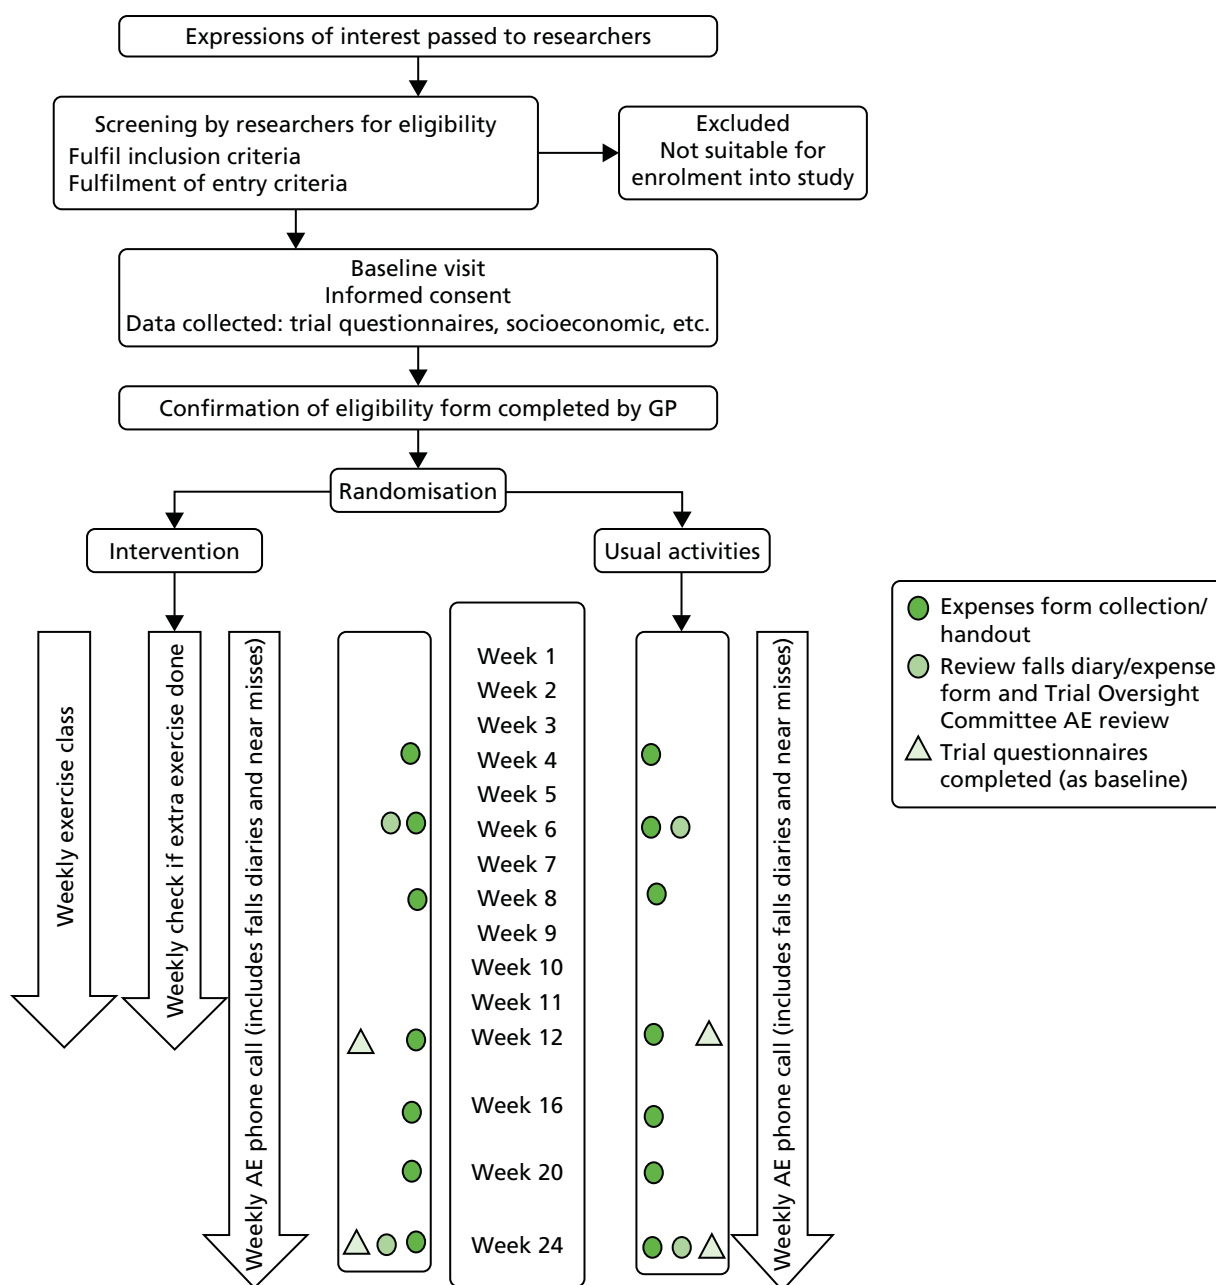 Expressions of interest passed to researchers
Screening by researchers for eligibility
Fulfil inclusion criteria
Fulfilment of entry criteria
Excluded
Not suitable for
enrolment into study
Baseline visit
Informed consent
Data collected: trial questionnaires, socioeconomic, etc.
Confirmation of eligibility form completed by GP
Randomisation
Intervention
Usual activities
Weekly exercise class
Weekly check if extra exercise done
Weekly AE phone call (includes falls diaries and near misses)
Week 1
Week 2
Week 3
Week 4
Week 5
Week 6
Week 7
Week 8
Week 9
Week 10
Week 11
Week 12
Week 16
Week 20
Week 24
Weekly AE phone call (includes falls diaries and near misses)
Expenses form collection/
handout
Review falls diary/expense
form and Trial Oversight
Committee AE review
Trial questionnaires
completed (as baseline)